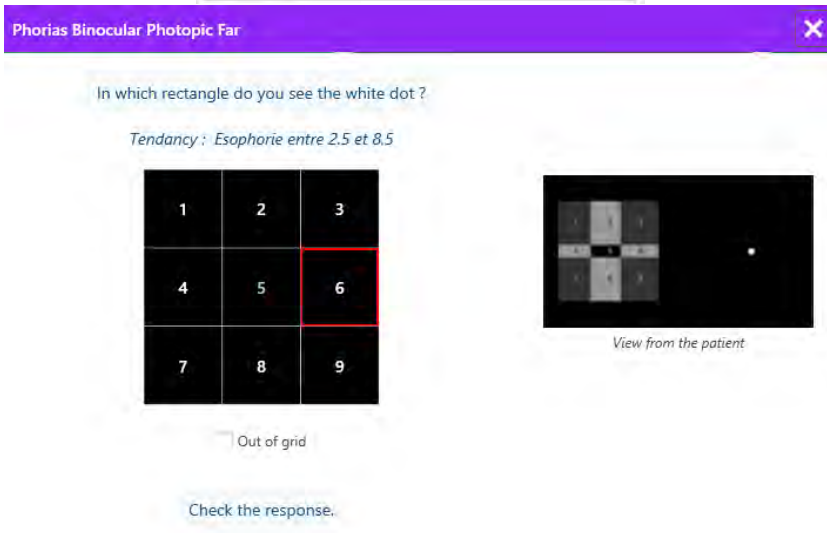 Phorias Binocular Photopic Far
In which rectangle do you see the white dot ?
Tendancy : Esophorie entre 2.5 et 8.5
1 2 3
4 5 6
7 8 9
View from the patient
Out of grid
Check the response.